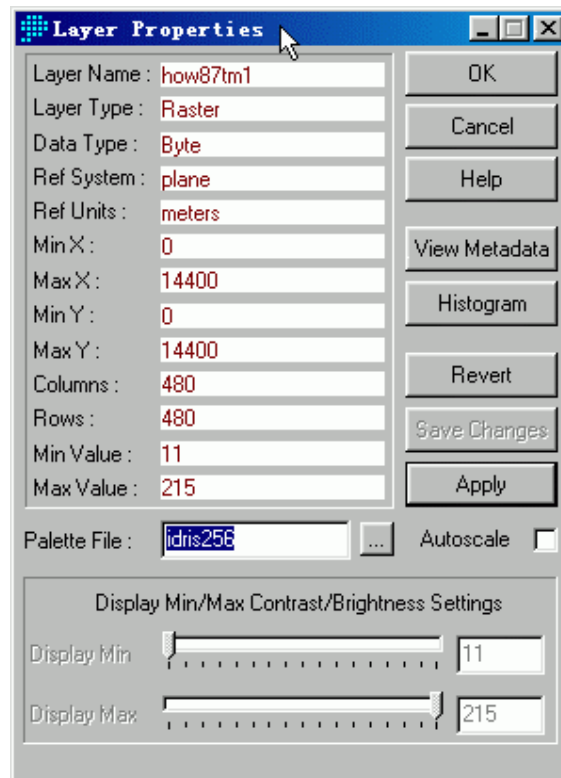 Layer Properties
Layer Name : how87tm1
Layer Type : Raster
Data Type : Byte
Ref System : plane
Ref Units : meters
Min X : 0
Max X : 14400
Min Y : 0
Max Y : 14400
Columns : 480
Rows : 480
Min Value : 11
Max Value : 215
OK
Cancel
Help
View Metadata
Histogram
Revert
Save Changes
Apply
Palette File : idris256 ... Autoscale
Display Min/Max Contrast/Brightness Settings
Display Min 11
Display Max 215